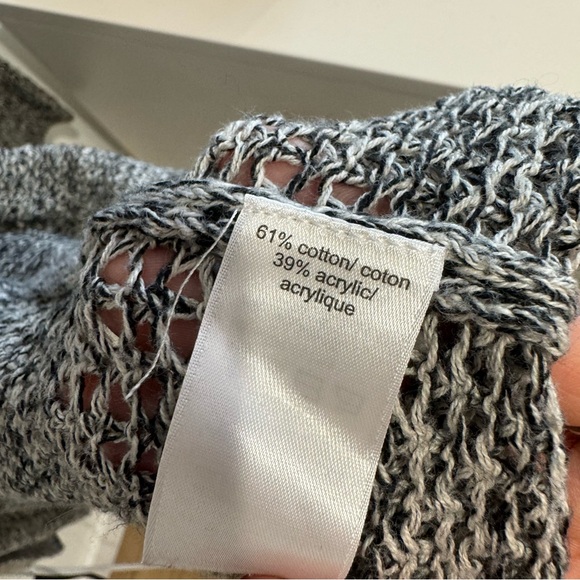 61% cotton/ coton
39% acrylic/
acrylique